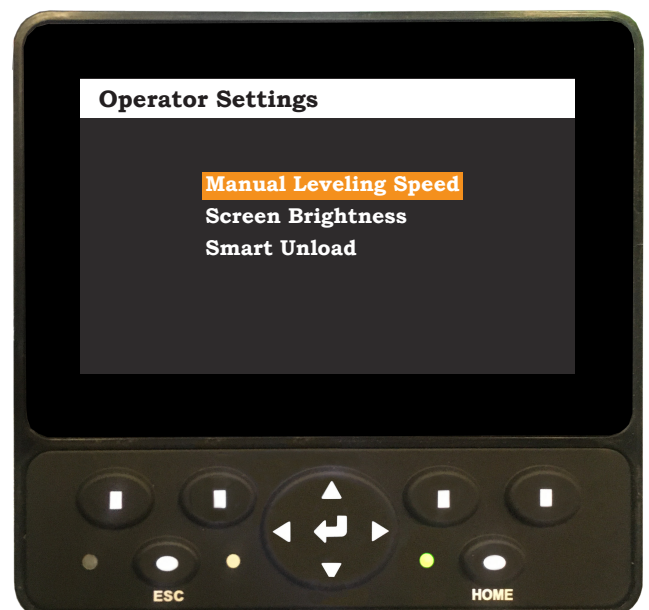 Operator Settings
Manual Leveling Speed
Screen Brightness
Smart Unload
ESC
HOME